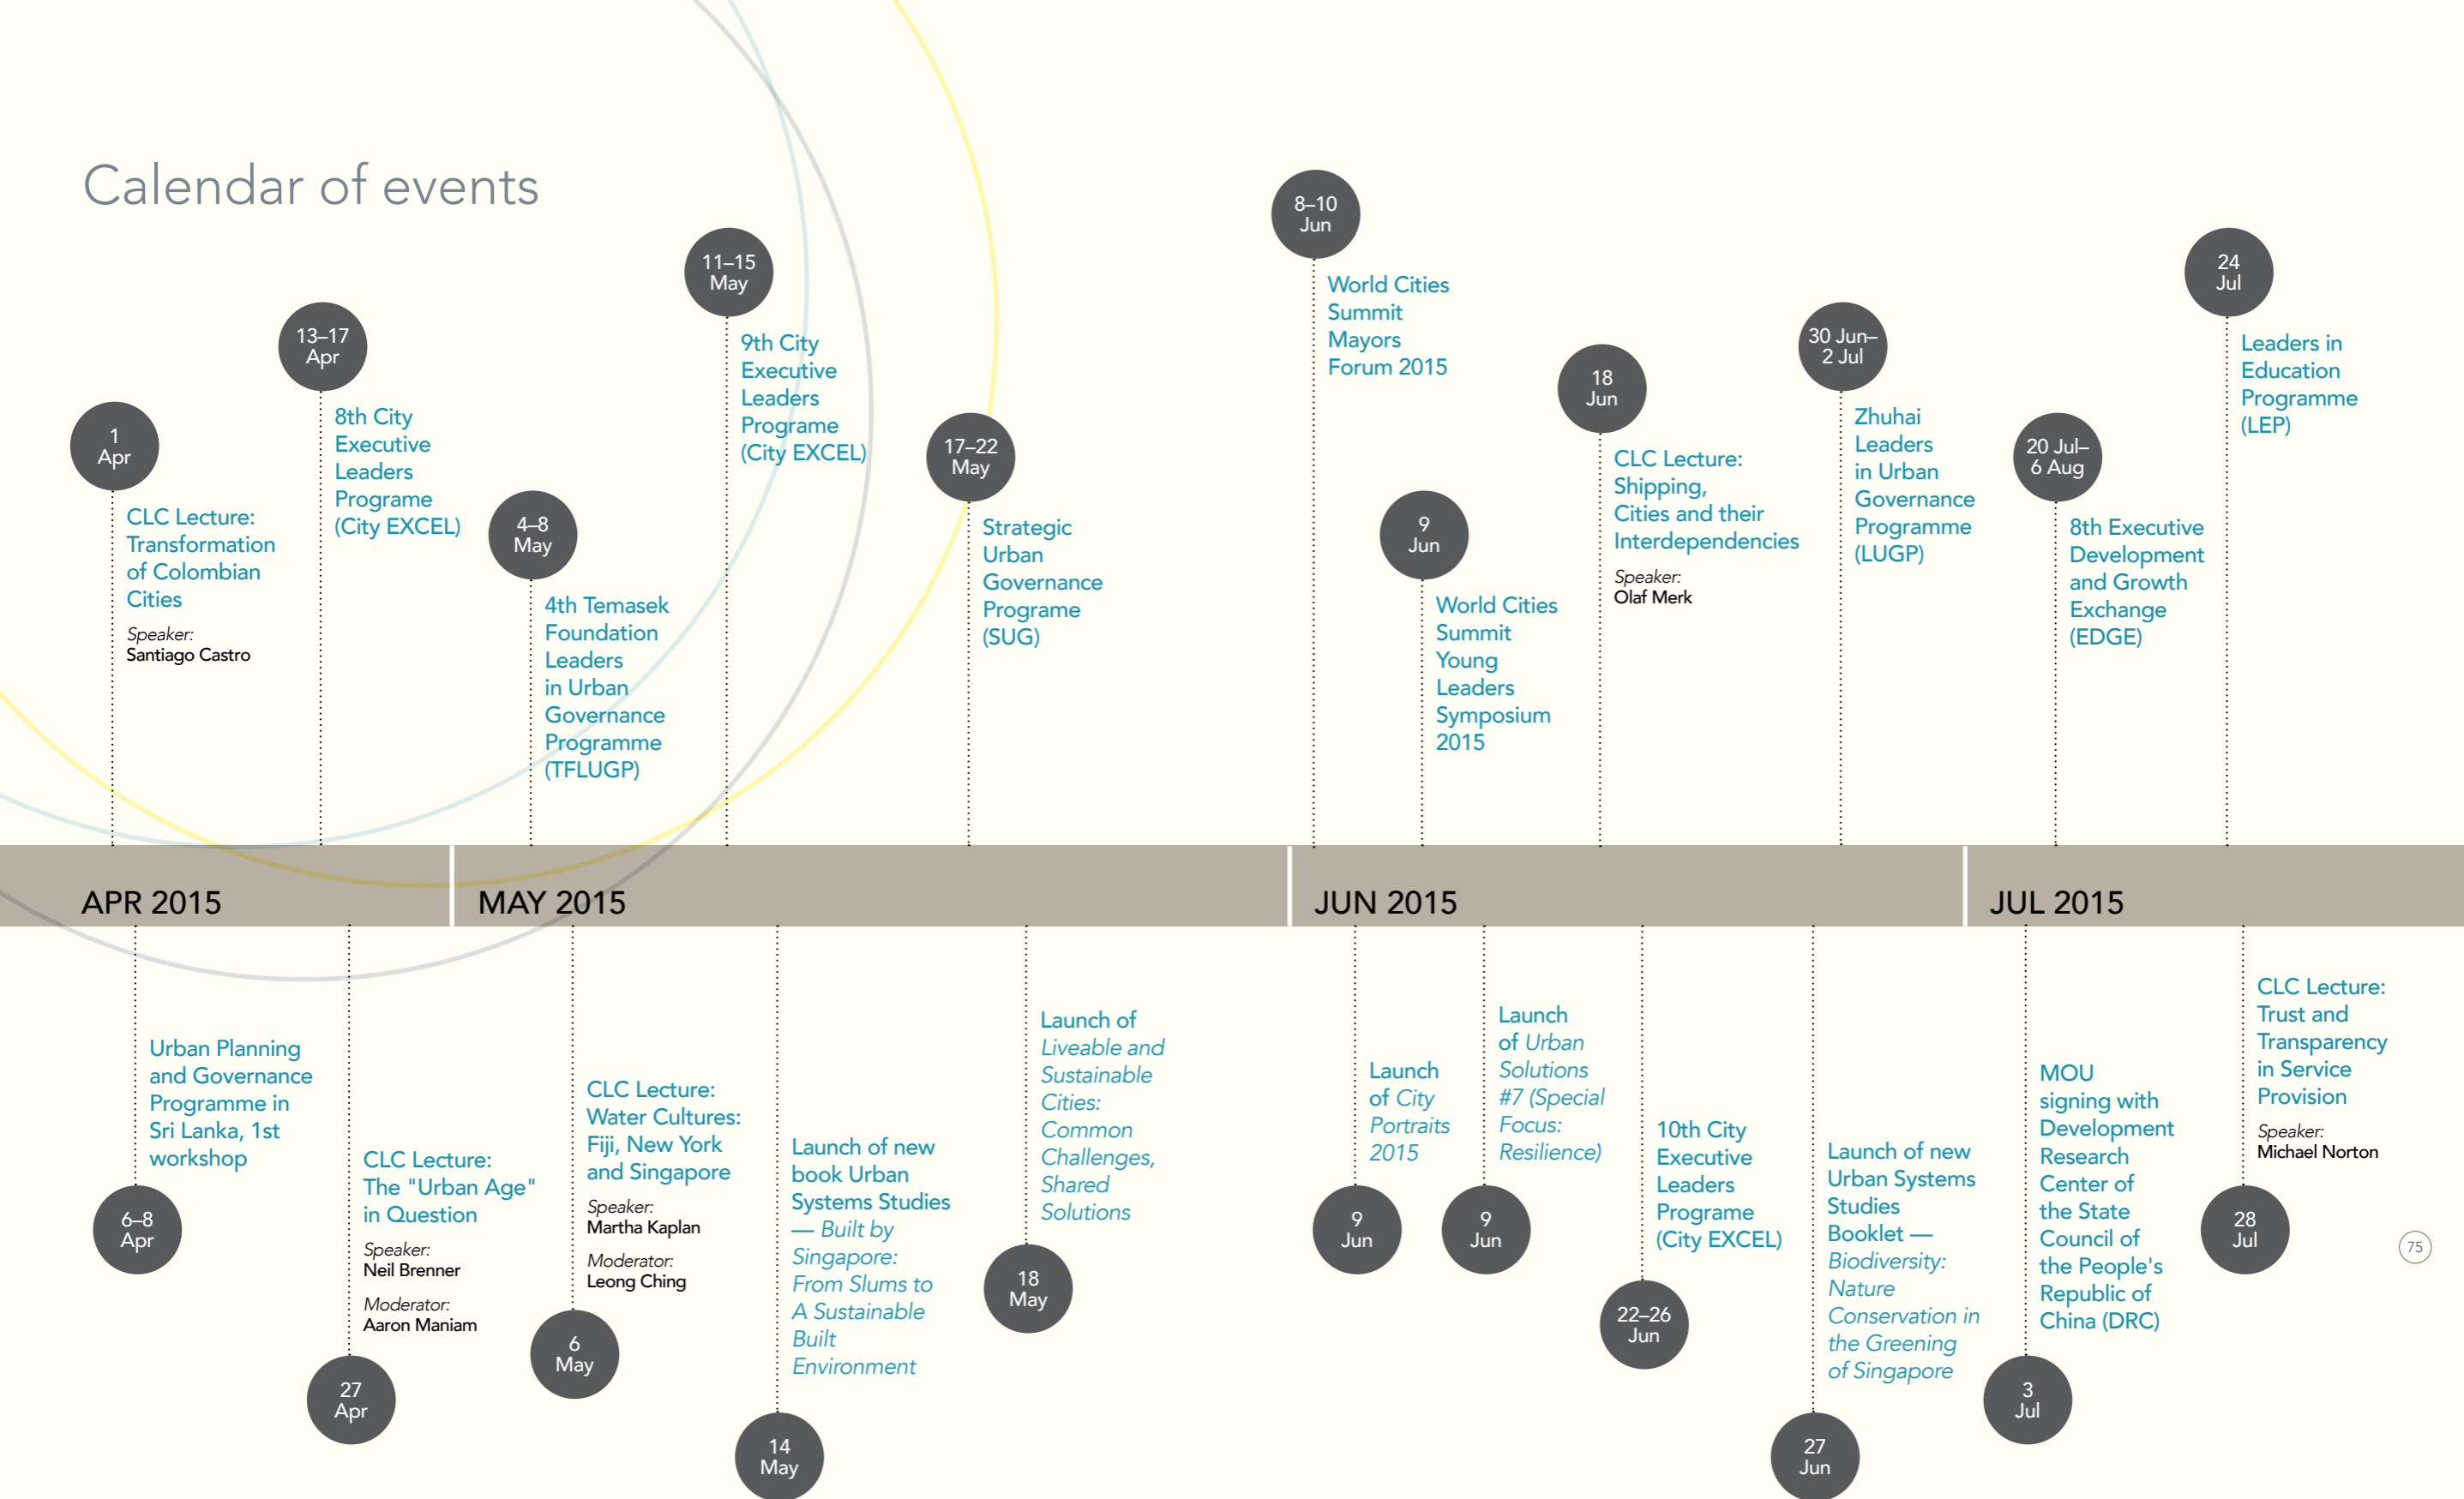 Calendar of events
1
Apr
CLC Lecture:
Transformation
of Colombian
Cities
Speaker:
Santiago Castro
13–17
Apr
8th City
Executive
Leaders
Programe
(City EXCEL)
4–8
May
4th Temasek
Foundation
Leaders
in Urban
Governance
Programme
(TFLUGP)
11–15
May
9th City
Executive
Leaders
Programe
(City EXCEL)
17–22
May
Strategic
Urban
Governance
Programe
(SUG)
8–10
Jun
World Cities
Summit
Mayors
Forum 2015
9
Jun
World Cities
Summit
Young
Leaders
Symposium
2015
18
Jun
CLC Lecture:
Shipping,
Cities and their
Interdependencies
Speaker:
Olaf Merk
30 Jun–
2 Jul
Zhuhai
Leaders
in Urban
Governance
Programme
(LUGP)
20 Jul–
6 Aug
8th Executive
Development
and Growth
Exchange
(EDGE)
24
Jul
Leaders in
Education
Programme
(LEP)
APR 2015
MAY 2015
JUN 2015
JUL 2015
Urban Planning
and Governance
Programme in
Sri Lanka, 1st
workshop
6–8
Apr
CLC Lecture:
The "Urban Age"
in Question
Speaker:
Neil Brenner
Moderator:
Aaron Maniam
27
Apr
CLC Lecture:
Water Cultures:
Fiji, New York
and Singapore
Speaker:
Martha Kaplan
Moderator:
Leong Ching
6
May
Launch of new
book Urban
Systems Studies
— Built by
Singapore:
From Slums to
A Sustainable
Built
Environment
14
May
Launch of
Liveable and
Sustainable
Cities:
Common
Challenges,
Shared
Solutions
18
May
Launch
of City
Portraits
2015
9
Jun
Launch
of Urban
Solutions
#7 (Special
Focus:
Resilience)
9
Jun
10th City
Executive
Leaders
Programe
(City EXCEL)
22–26
Jun
Launch of new
Urban Systems
Studies
Booklet —
Biodiversity:
Nature
Conservation in
the Greening
of Singapore
27
Jun
MOU
signing with
Development
Research
Center of
the State
Council of
the People's
Republic of
China (DRC)
3
Jul
CLC Lecture:
Trust and
Transparency
in Service
Provision
Speaker:
Michael Norton
28
Jul
75